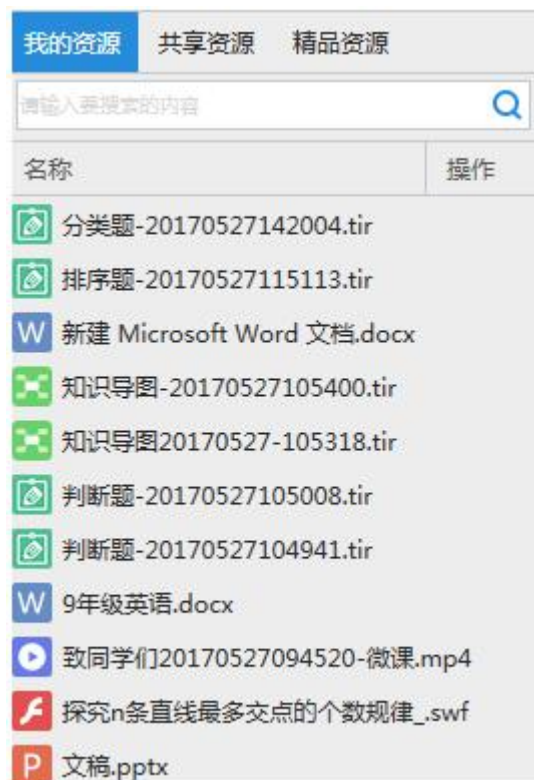 我的资源 共享资源 精品资源
请输入要搜索的内容
名称 操作
分类题-20170527142004.tir
排序题-20170527115113.tir
W 新建 Microsoft Word 文档.docx
知识导图-20170527105400.tir
知识导图20170527-105318.tir
判断题-20170527105008.tir
判断题-20170527104941.tir
W 9年级英语.docx
致同学们20170527094520-微课.mp4
探究n条直线最多交点的个数规律_.swf
P 文稿.pptx